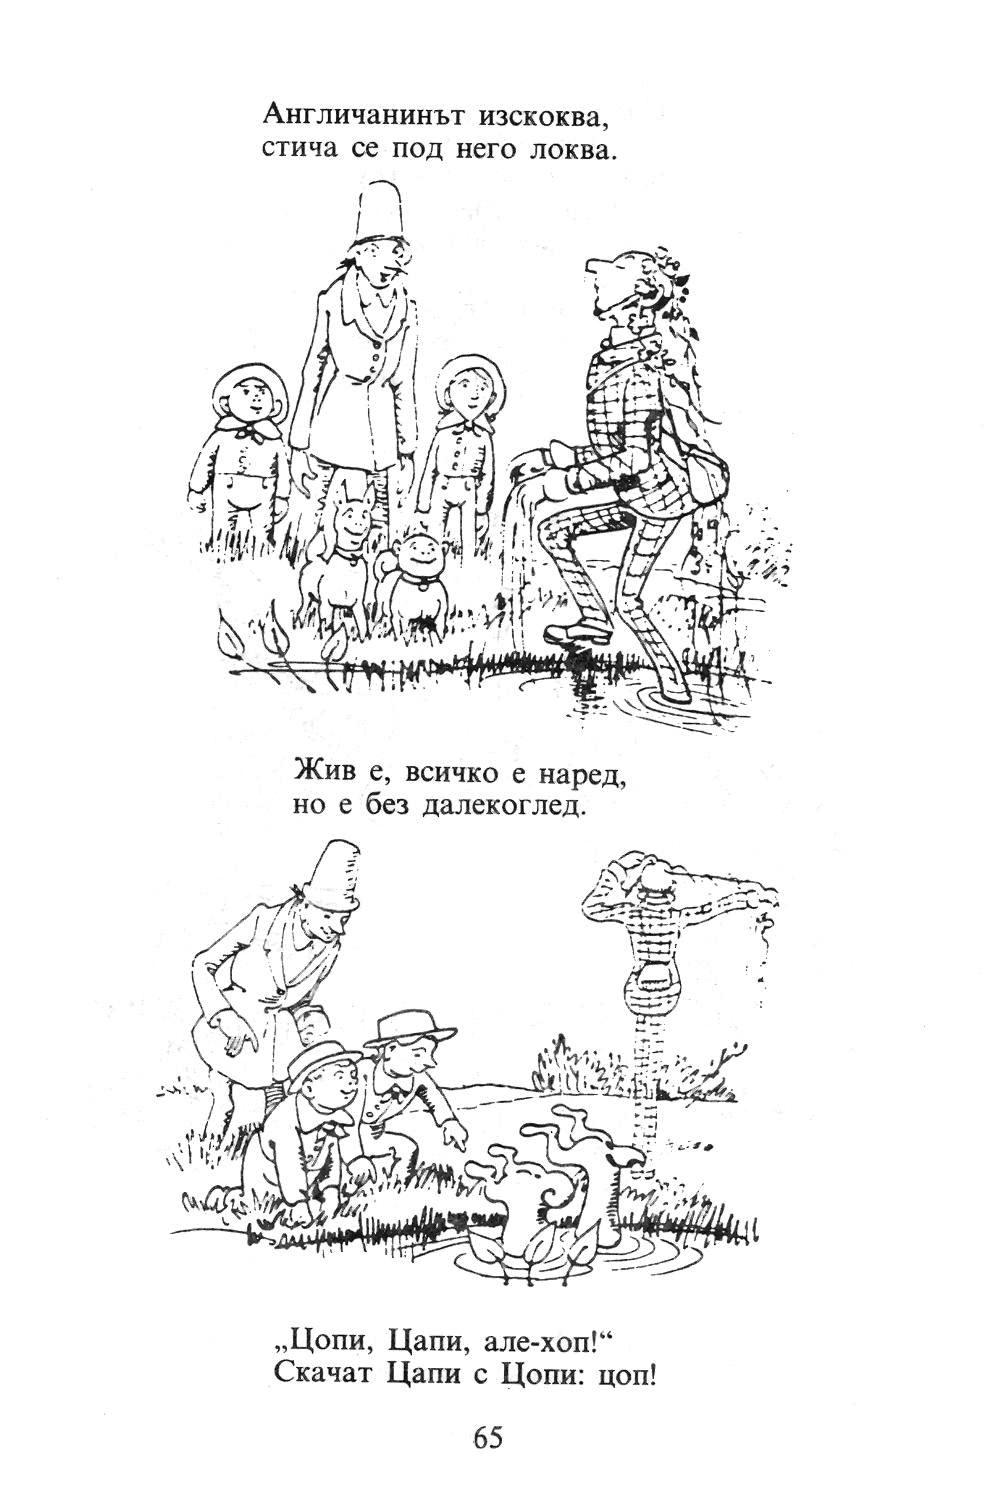 Англичанинът изскоква,
стича се под него локва.
Жив е, всичко е наред,
но е без далекоглед.
„Цопи, Цапи, але-хоп!“
Скачат Цапи с Цопи: цоп!
65